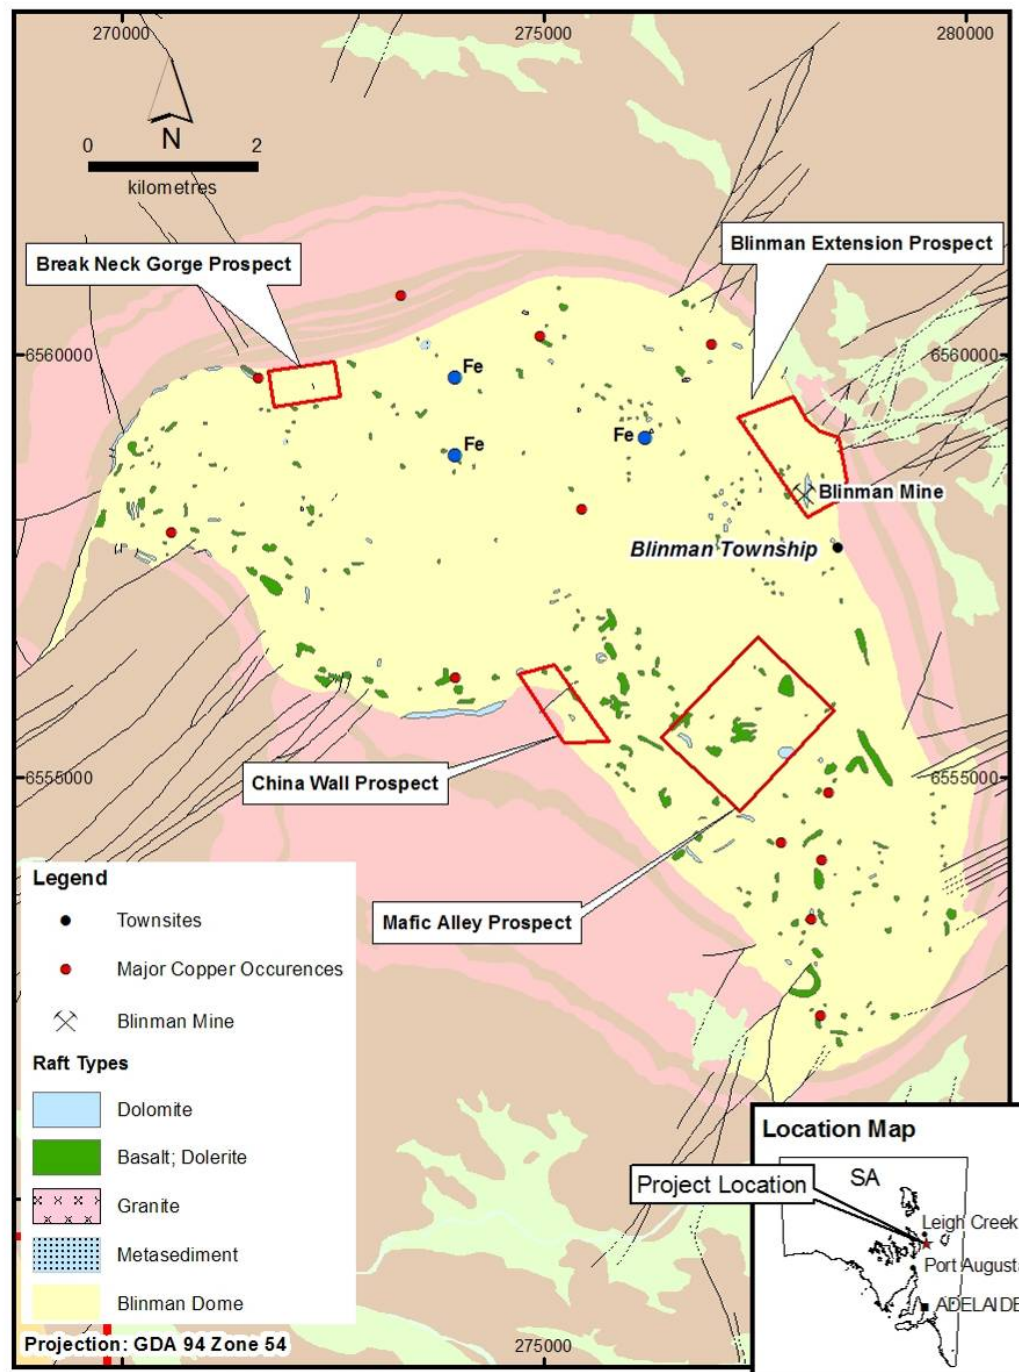 270000
275000
280000
N
0
2
kilometres
Break Neck Gorge Prospect
Blinman Extension Prospect
6560000
6560000
Fe
Fe
Fe
Blinman Mine
Blinman Township
6555000
6555000
China Wall Prospect
Mafic Alley Prospect
Legend
Townsites
Major Copper Occurences
Blinman Mine
Raft Types
Dolomite
Basalt; Dolerite
Granite
Metasediment
Blinman Dome
Projection: GDA 94 Zone 54
275000
Location Map
SA
Project Location
Leigh Creek
Port Augusta
ADELAIDE